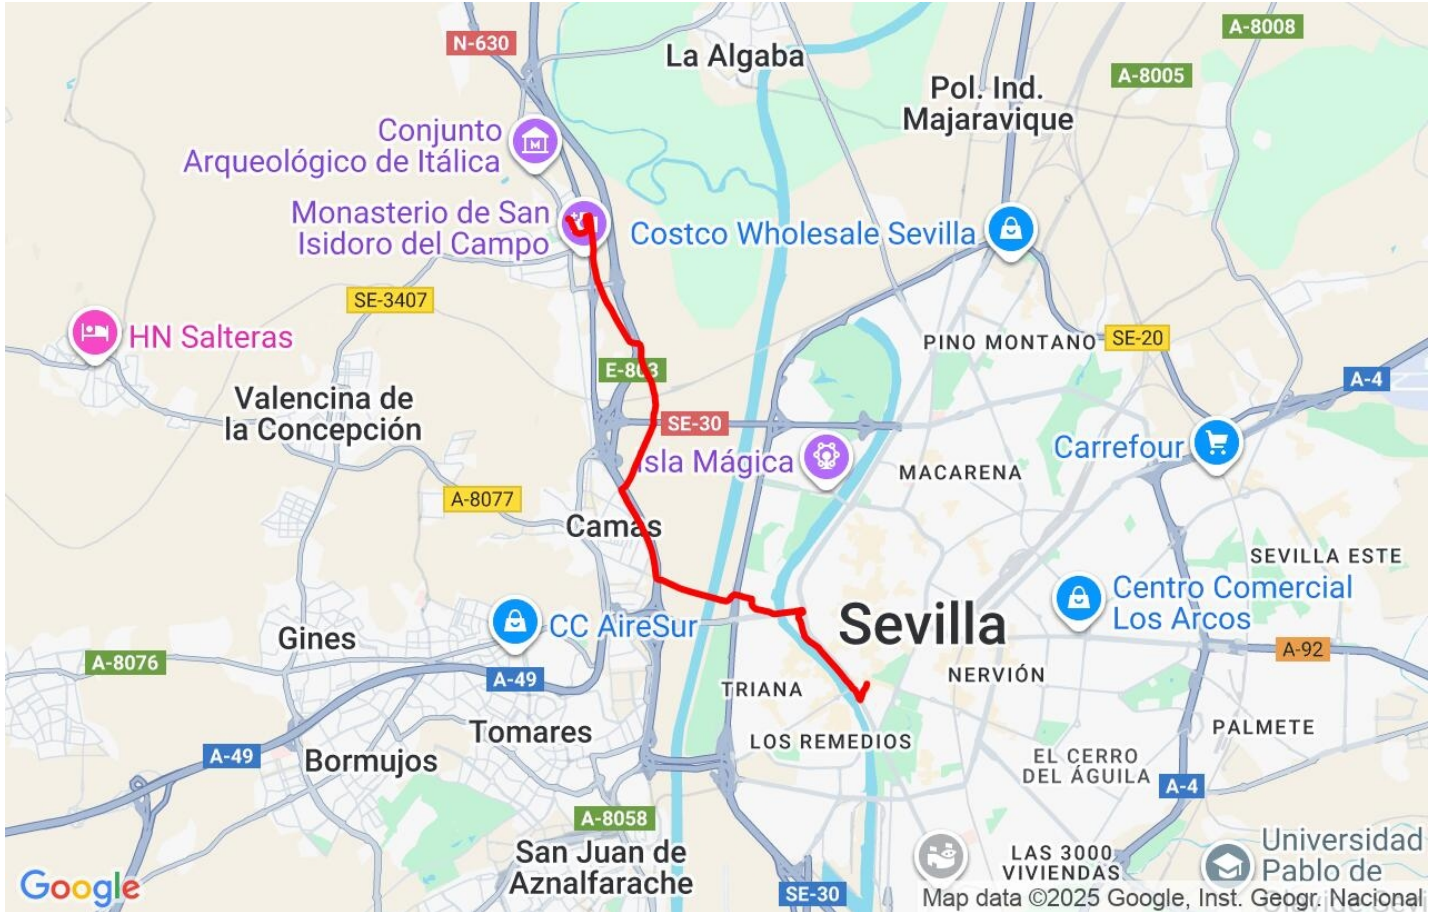 N-630
La Algaba
A-8008
A-8005
Pol. Ind.
Majaravique
Conjunto
Arqueológico de Itálica
Monasterio de San
Isidoro del Campo
Costco Wholesale Sevilla
SE-3407
HN Salteras
PINO MONTANO
SE-20
E-803
A-4
Valencina de
la Concepción
SE-30
Isla Mágica
MACARENA
Carrefour
A-8077
Camas
SEVILLA ESTE
Centro Comercial
Los Arcos
CC AireSur
Sevilla
Gines
A-8076
A-49
A-92
TRIANA
NERVIÓN
Tomares
LOS REMEDIOS
PALMETE
A-49
Bormujos
EL CERRO
DEL ÁGUILA
A-4
A-8058
San Juan de
Aznalfarache
LAS 3000
VIVIENDAS
Universidad
Pablo de
SE-30
Google
Map data ©2025 Google, Inst. Geogr. Nacional